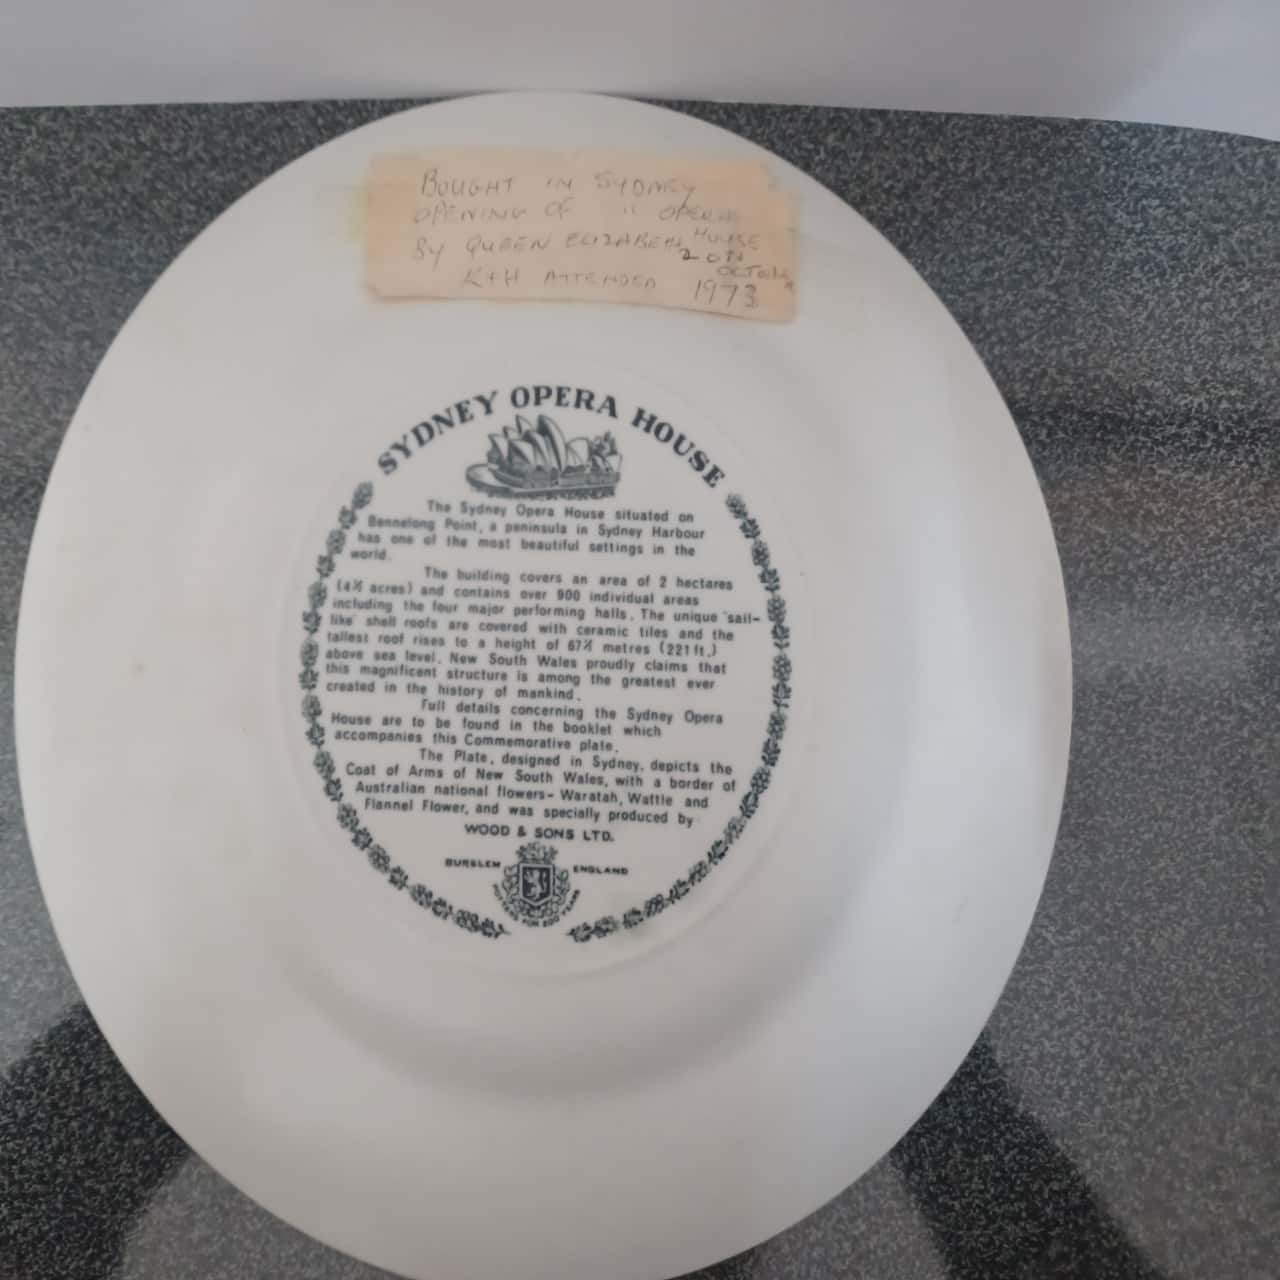 BOUGHT IN SYDNEY
OPENING OF " OPERA
HOUSE
BY QUEEN ELIZABETH
20TH
OCTOBER
K+H ATTENDED 1973
SYDNEY OPERA HOUSE
The Sydney Opera House situated on
Bennelong Point, a peninsula in Sydney Harbour
has one of the most beautiful settings in the
world.
The building covers an area of 2 hectares
(4½ acres) and contains over 900 individual areas
including the four major performing halls. The unique 'sail-
like' shell roofs are covered with ceramic tiles and the
tallest roof rises to a height of 67½ metres (221 ft.)
above sea level. New South Wales proudly claims that
this magnificent structure is among the greatest ever
created in the history of mankind.
Full details concerning the Sydney Opera
House are to be found in the booklet which
accompanies this Commemorative plate.
The Plate, designed in Sydney, depicts the
Coat of Arms of New South Wales, with a border of
Australian national flowers- Waratah, Wattle and
Flannel Flower, and was specially produced by
WOOD & SONS LTD.
BURSLEM ENGLAND
POTTERS FOR 200 YEARS